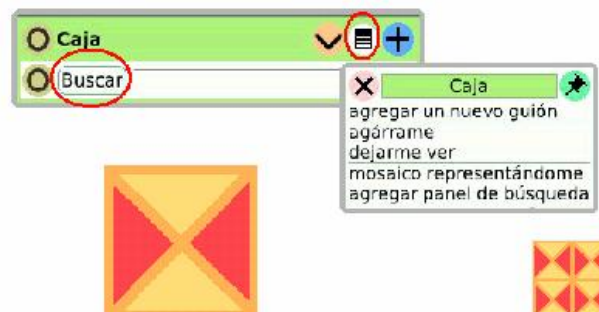 Caja
Buscar
Caja
agregar un nuevo guión
agárrame
dejarme ver
mosaico representándome
agregar panel de búsqueda